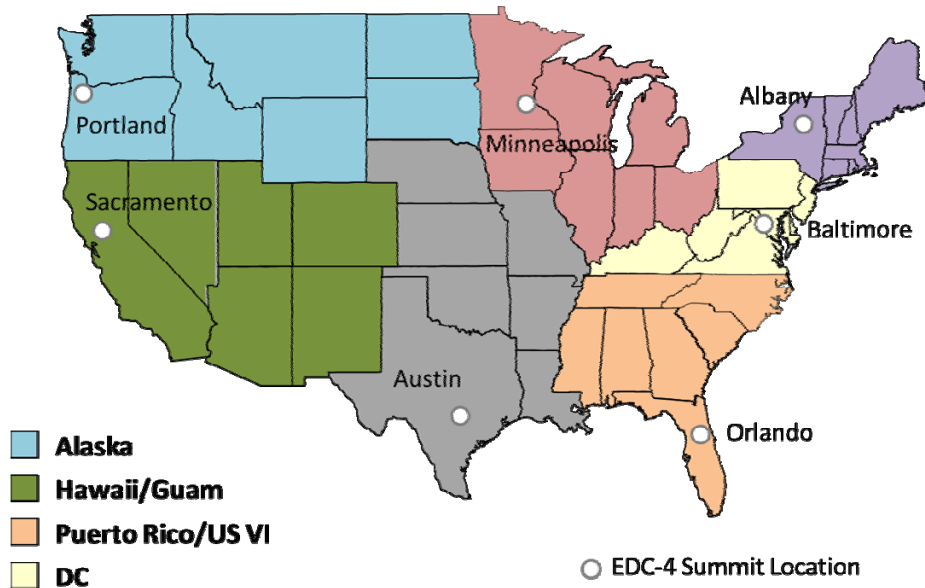 Albany
Portland
Minneapolis
Sacramento
Baltimore
Austin
Orlando
Alaska
Hawaii/Guam
Puerto Rico/US VI
DC
EDC-4 Summit Location